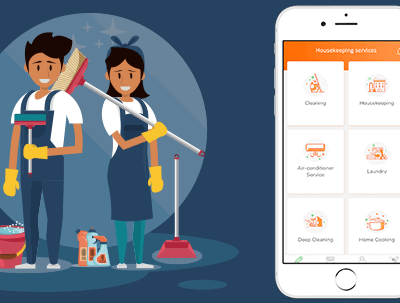 Housekeeping services
Cleaning
Housekeeping
Air-conditioner
Service
Laundry
Deep Cleaning
Home Cooking